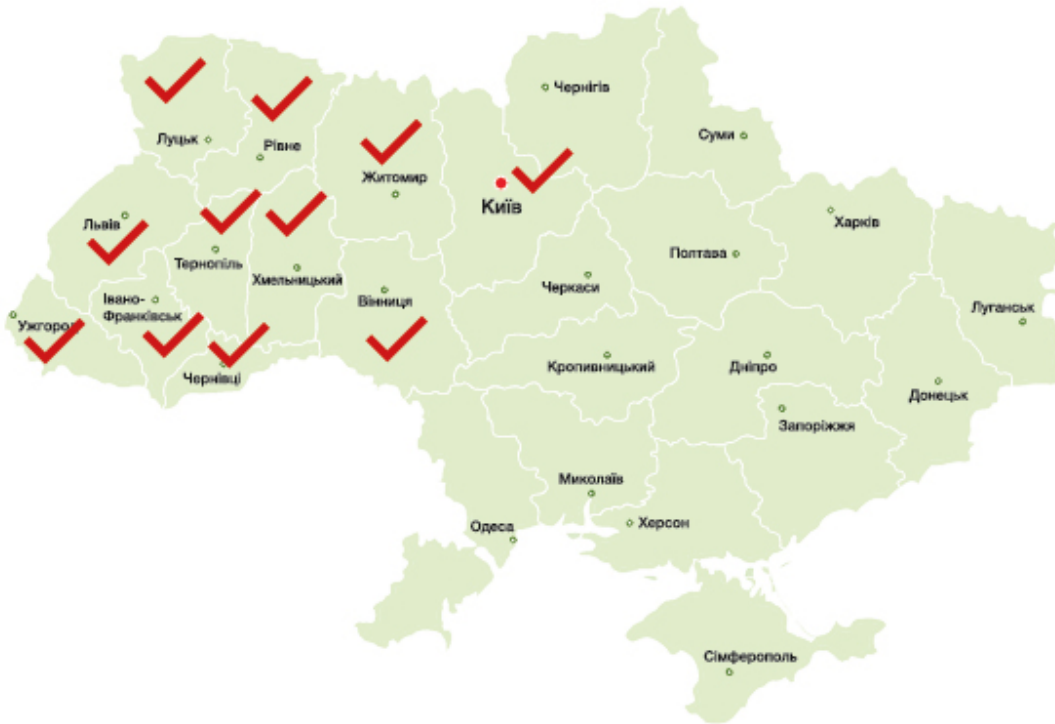 Чернігів
Суми
Луцьк
Рівне
Житомир
Київ
Львів
Харків
Тернопіль
Полтава
Хмельницький
Черкаси
Вінниця
Івано-
Франківськ
Луганськ
Ужгород
Чернівці
Кропивницький
Дніпро
Донецьк
Запоріжжя
Миколаїв
Одеса
Херсон
Сімферополь